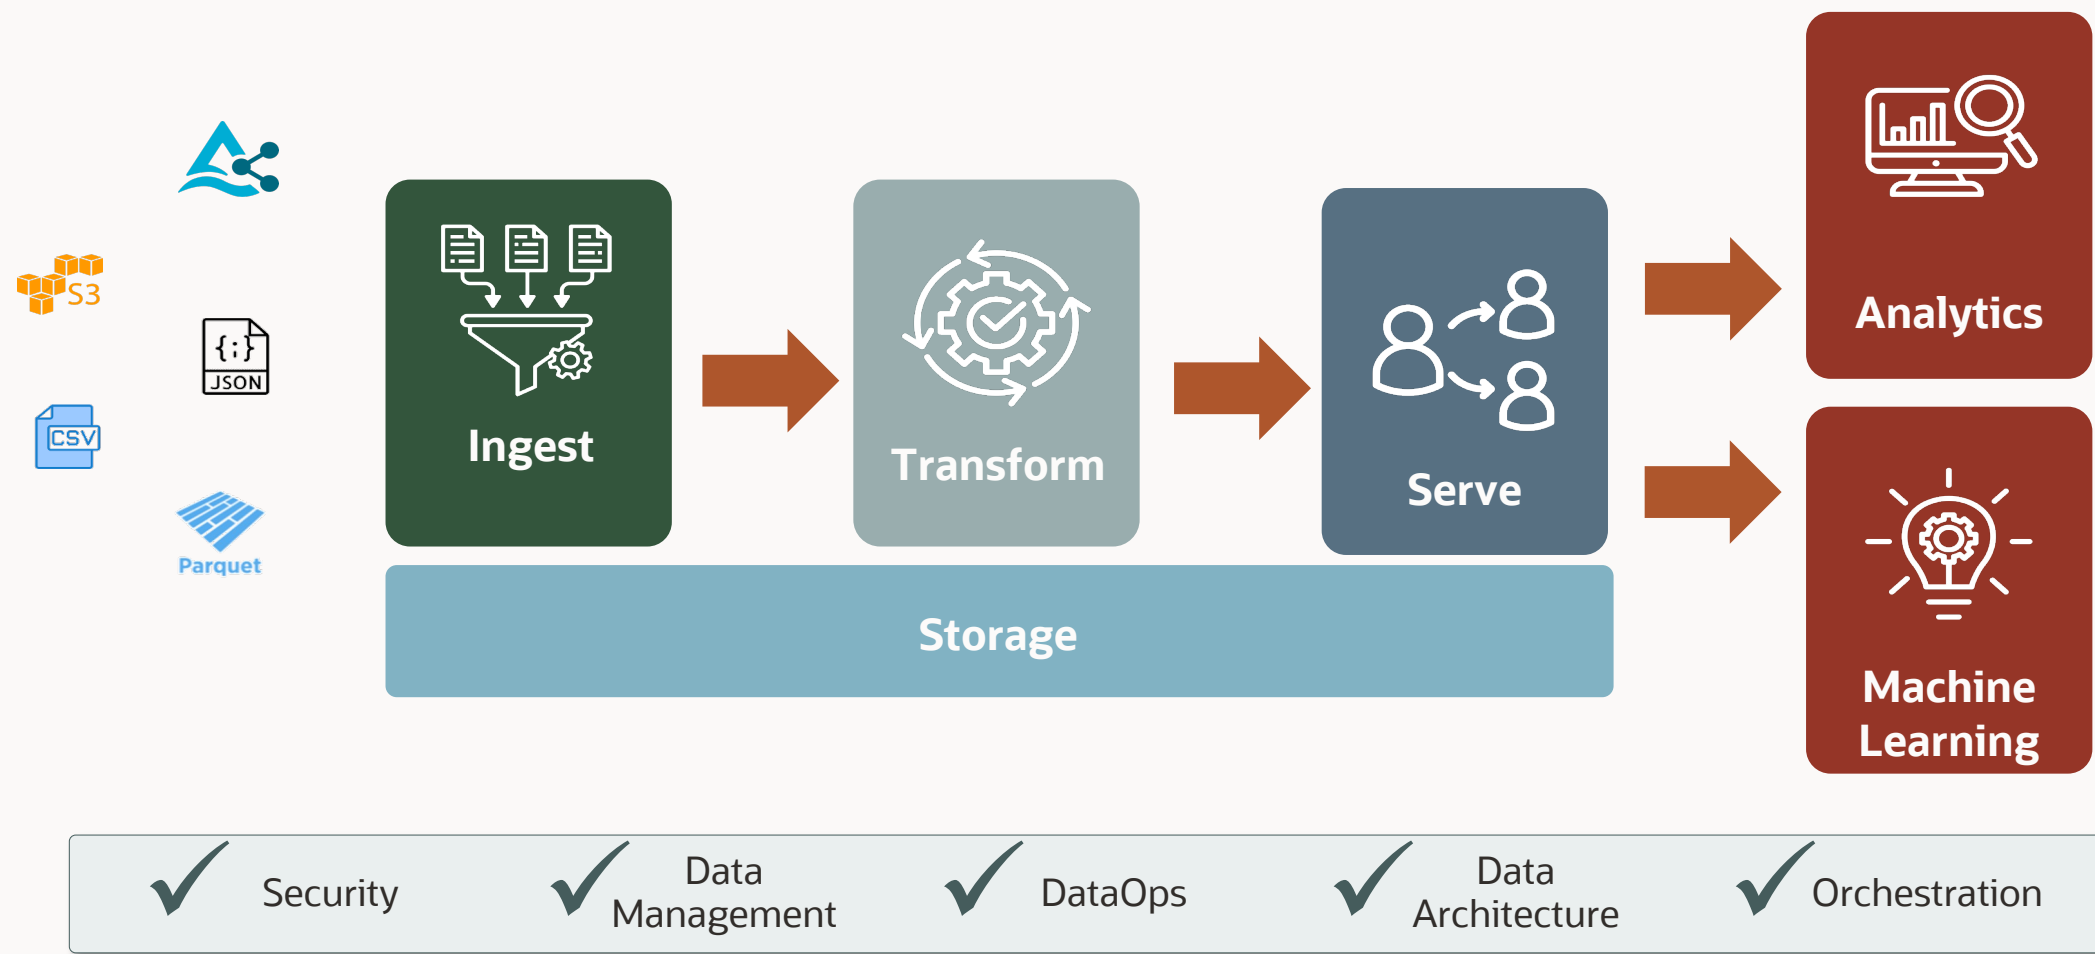 S3
{;}
JSON
CSV
Parquet
Ingest
Transform
Serve
Storage
Analytics
Machine
Learning
Security
Data
Management
DataOps
Data
Architecture
Orchestration